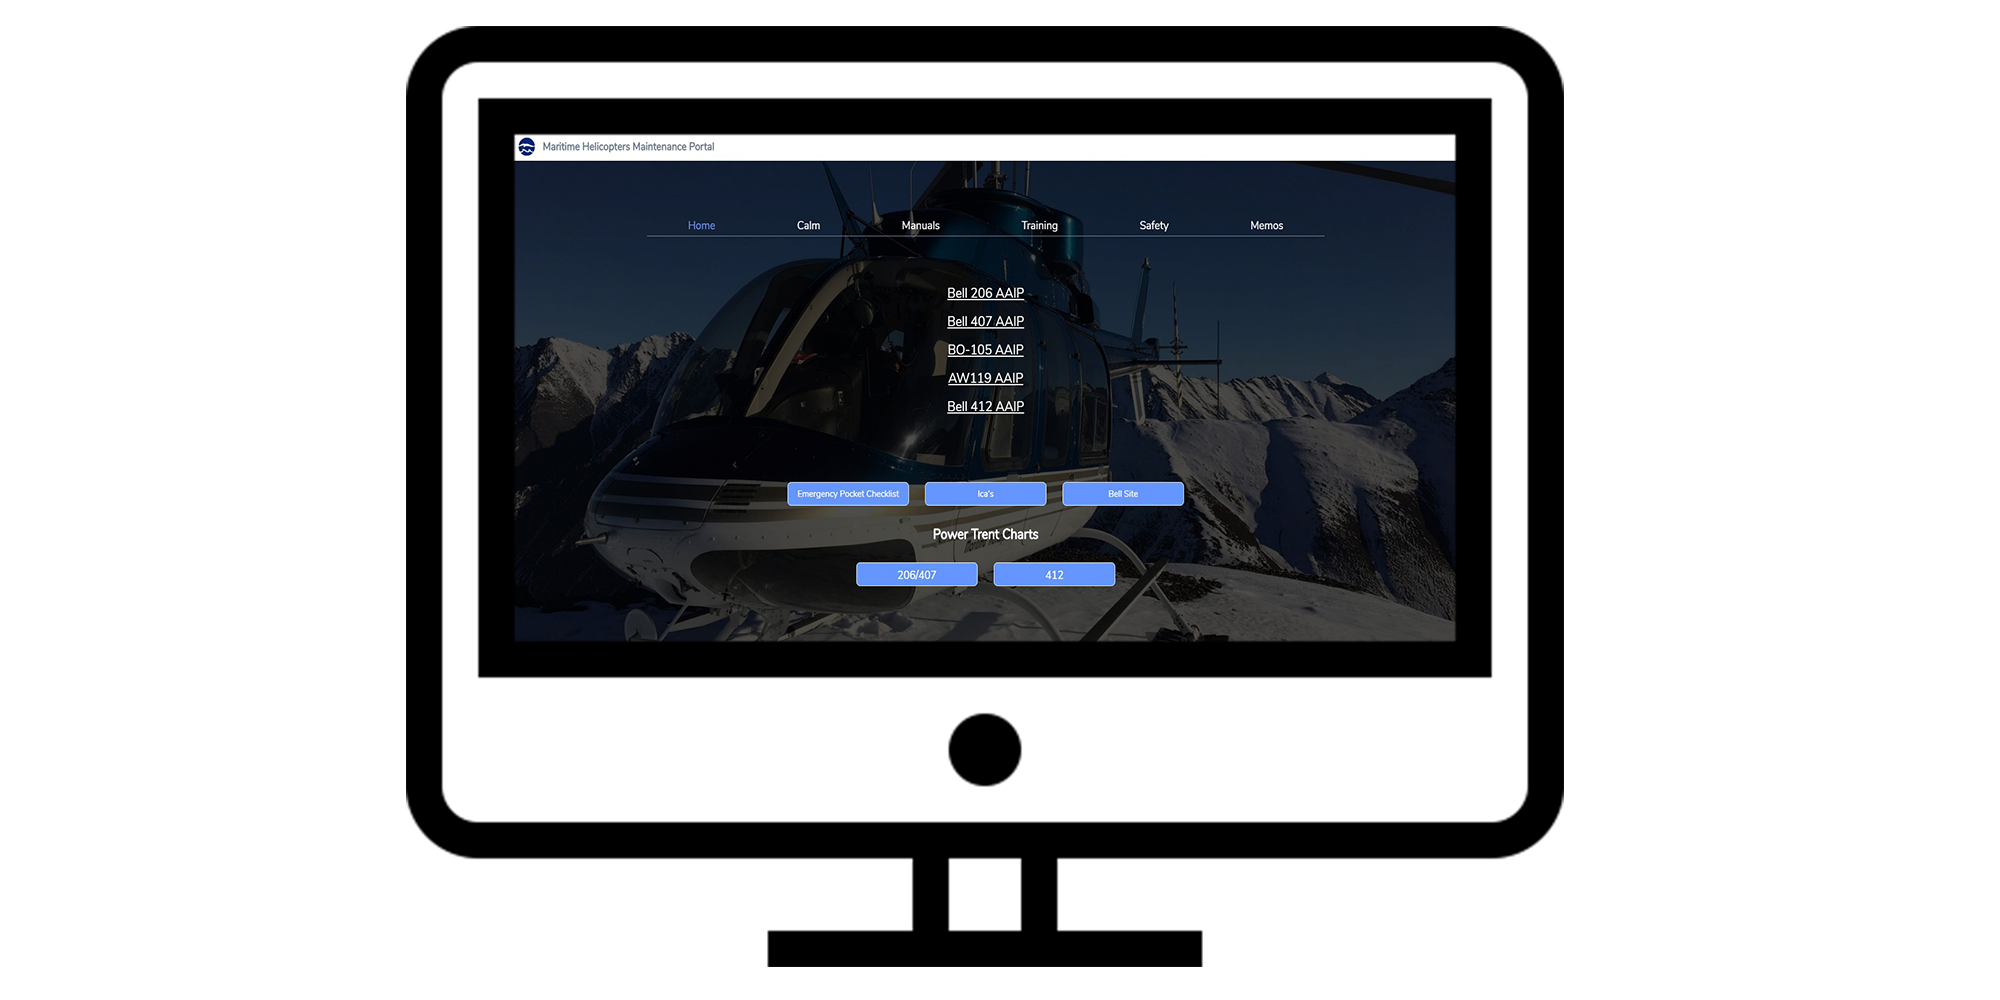 Maritime Helicopters Maintenance Portal
Home Calm Manuals Training Safety Memos
Bell 206 AAIP
Bell 407 AAIP
BO-105 AAIP
AW119 AAIP
Bell 412 AAIP
Emergency Pocket Checklist Ica's Bell Site
Power Trent Charts
206/407 412